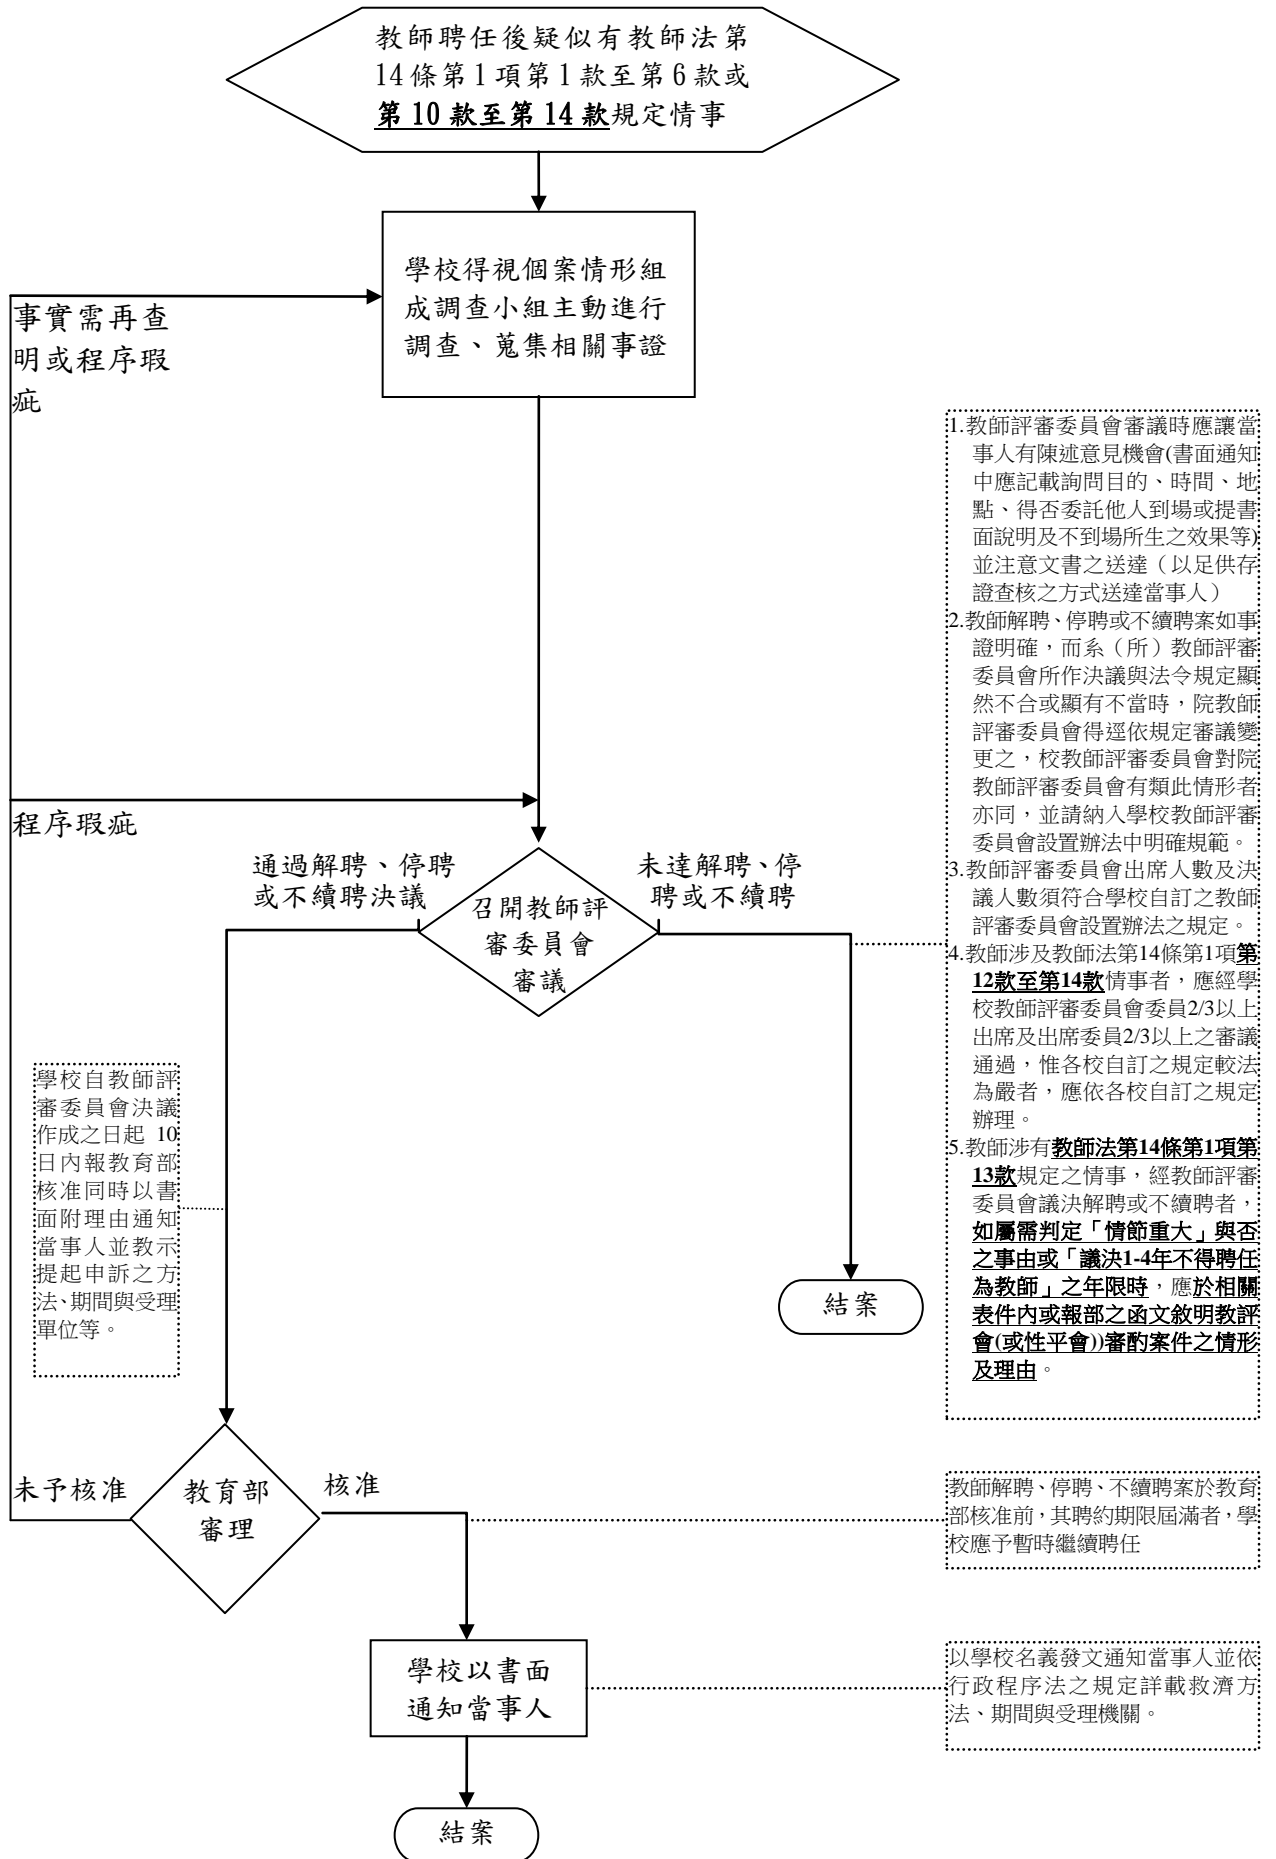 教師聘任後疑似有教師法第
14條第1項第1款至第6款或
第10款至第14款規定情事
學校得視個案情形組
成調查小組主動進行
調查、蒐集相關事證
事實需再查
明或程序瑕
疵
程序瑕疵
通過解聘、停聘
或不續聘決議
未達解聘、停
聘或不續聘
召開教師評
審委員會
審議
1.教師評審委員會審議時應讓當
事人有陳述意見機會(書面通知
中應記載詢問目的、時間、地
點、得否委託他人到場或提書
面說明及不到場所生之效果等)
並注意文書之送達（以足供存
證查核之方式送達當事人）
2.教師解聘、停聘或不續聘案如事
證明確，而系（所）教師評審
委員會所作決議與法令規定顯
然不合或顯有不當時，院教師
評審委員會得逕依規定審議變
更之，校教師評審委員會對院
教師評審委員會有類此情形者
亦同，並請納入學校教師評審
委員會設置辦法中明確規範。
3.教師評審委員會出席人數及決
議人數須符合學校自訂之教師
評審委員會設置辦法之規定。
4.教師涉及教師法第14條第1項第
12款至第14款情事者，應經學
校教師評審委員會委員2/3以上
出席及出席委員2/3以上之審議
通過，惟各校自訂之規定較法
為嚴者，應依各校自訂之規定
辦理。
5.教師涉有教師法第14條第1項第
13款規定之情事，經教師評審
委員會議決解聘或不續聘者，
如屬需判定「情節重大」與否
之事由或「議決1-4年不得聘任
為教師」之年限時，應於相關
表件內或報部之函文敘明教評
會(或性平會))審酌案件之情形
及理由。
學校自教師評
審委員會決議
作成之日起 10
日內報教育部
核准同時以書
面附理由通知
當事人並教示
提起申訴之方
法、期間與受理
單位等。
結案
未予核准
教育部
審理
核准
教師解聘、停聘、不續聘案於教育
部核准前，其聘約期限屆滿者，學
校應予暫時繼續聘任
學校以書面
通知當事人
以學校名義發文通知當事人並依
行政程序法之規定詳載救濟方
法、期間與受理機關。
結案